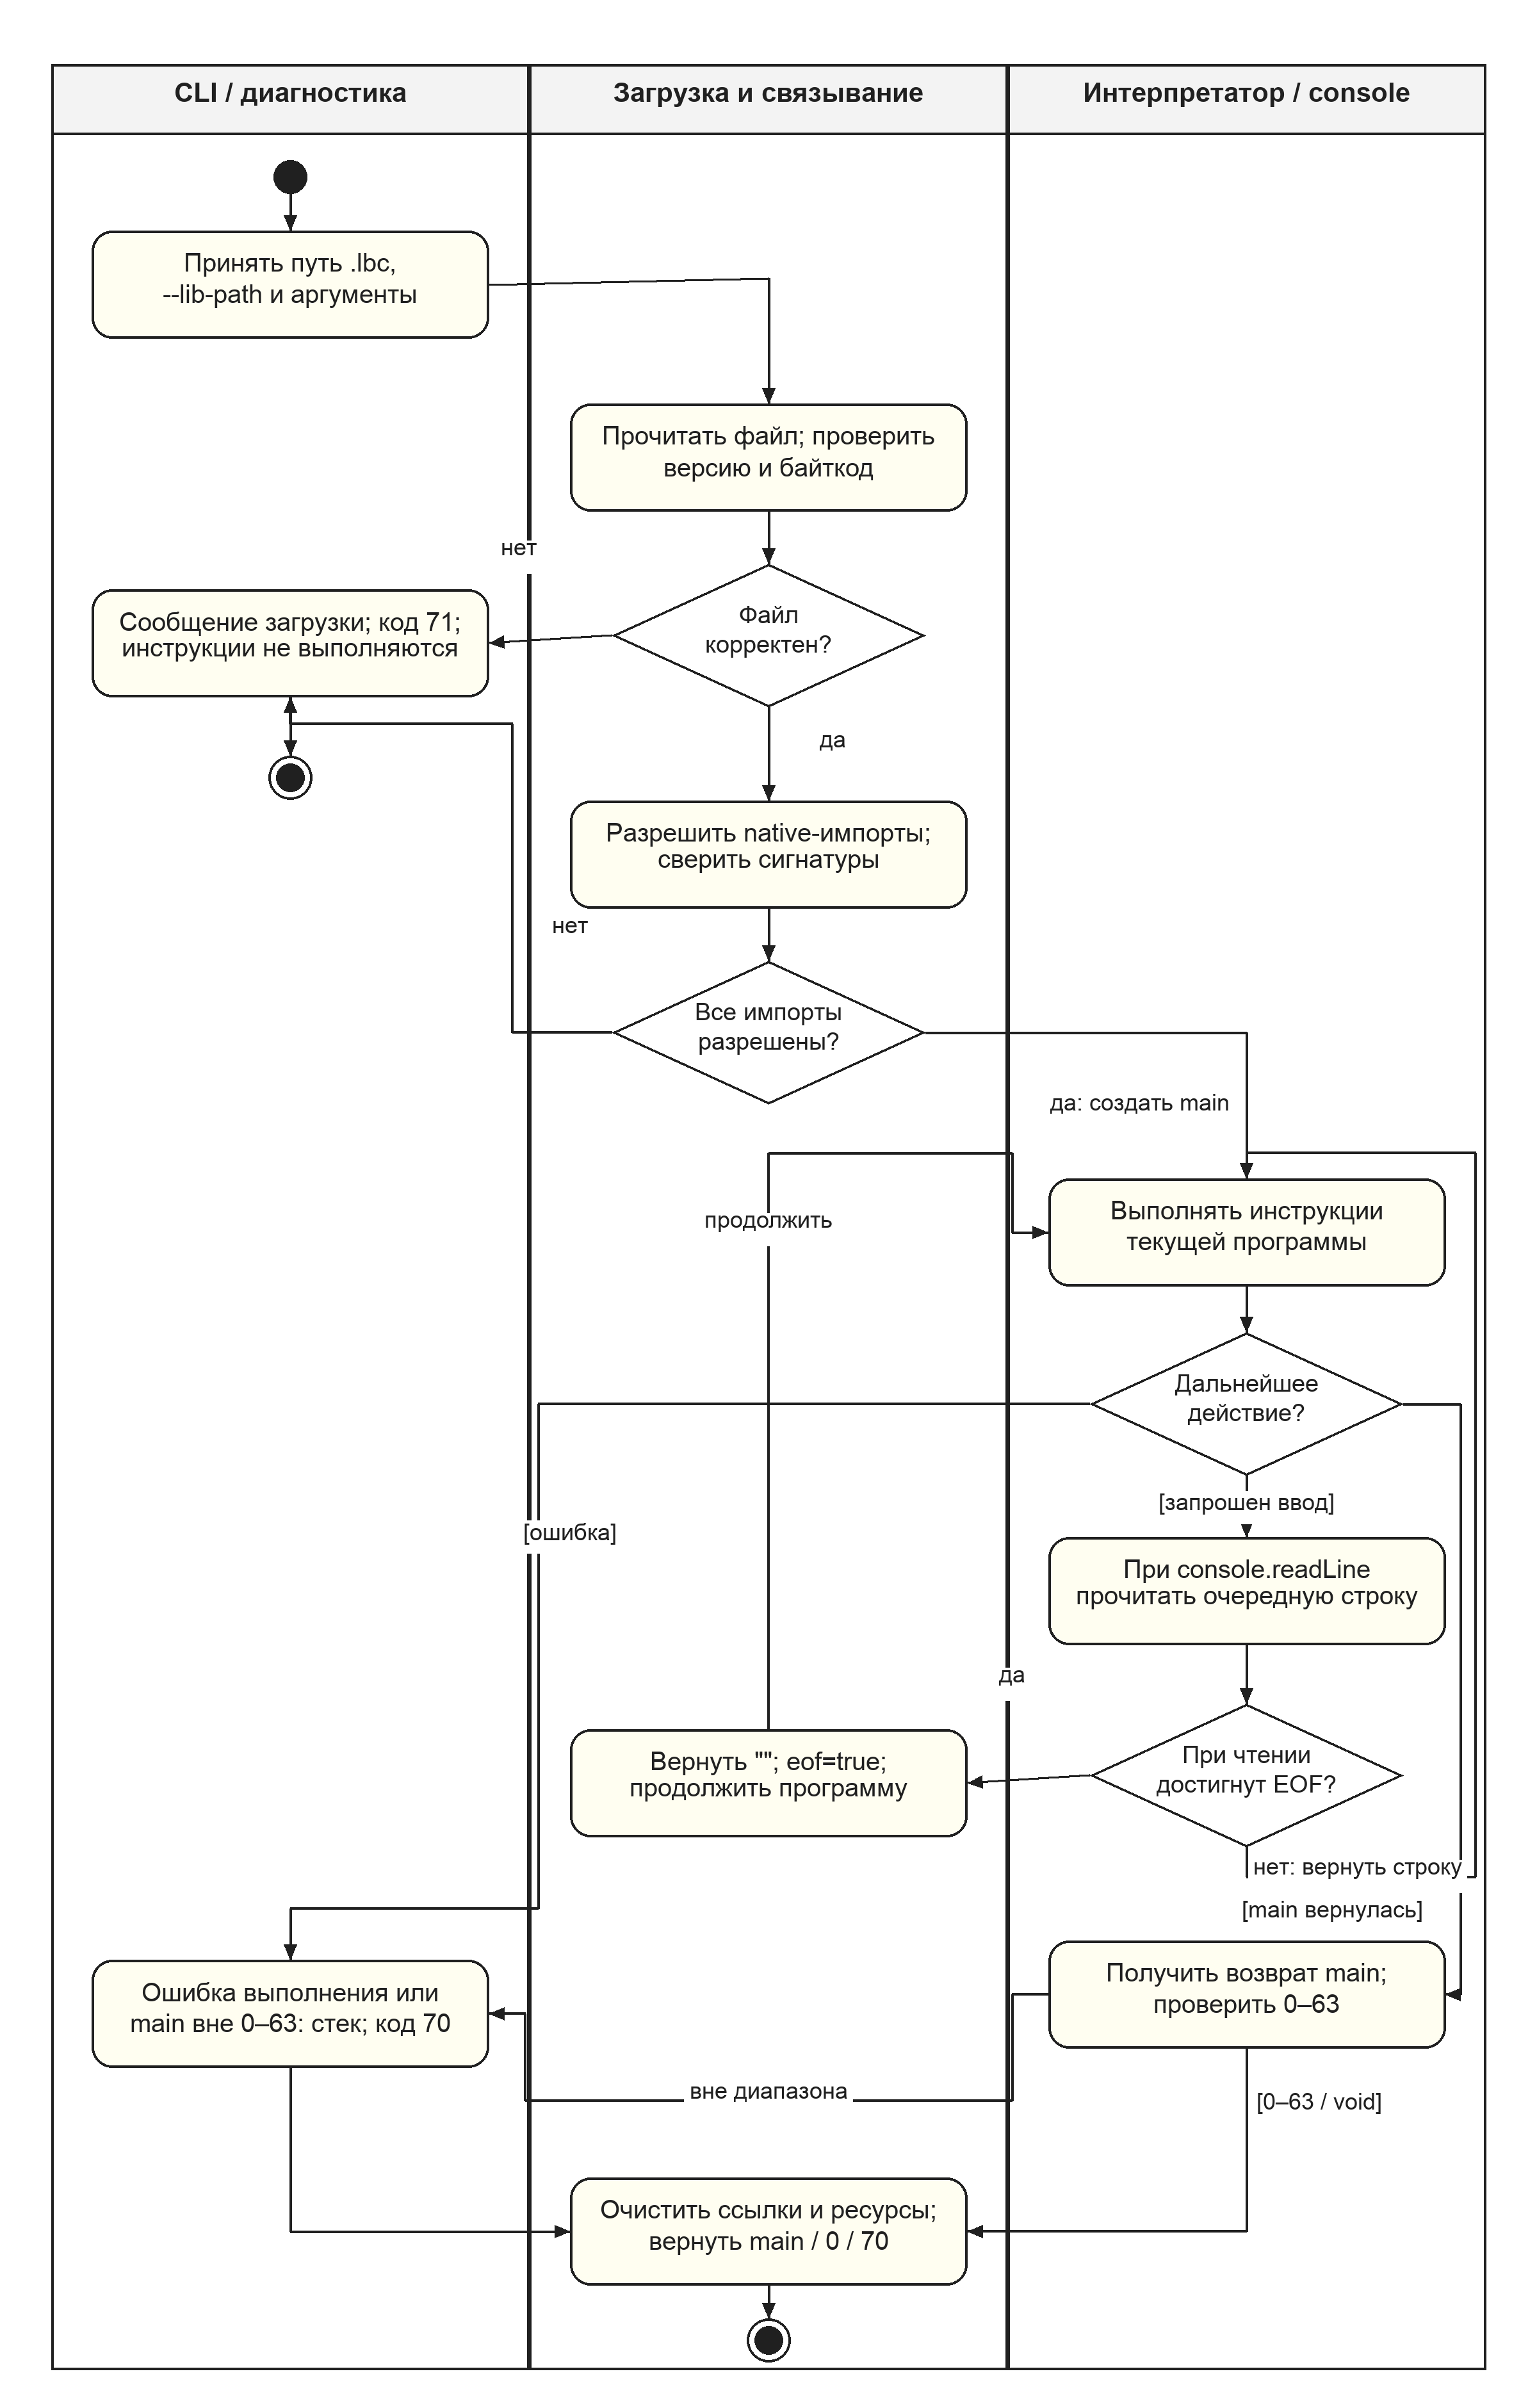 CLI / диагностика
Загрузка и связывание
Интерпретатор / console
Принять путь .lbc,
--lib-path и аргументы
Прочитать файл; проверить
версию и байткод
нет
Файл
корректен?
Сообщение загрузки; код 71;
инструкции не выполняются
да
Разрешить native-импорты;
сверить сигнатуры
нет
Все импорты
разрешены?
да: создать main
продолжить
Выполнять инструкции
текущей программы
Дальнейшее
действие?
[запрошен ввод]
[ошибка]
При console.readLine
прочитать очередную строку
да
Вернуть ""; eof=true;
продолжить программу
При чтении
достигнут EOF?
нет: вернуть строку
[main вернулась]
Ошибка выполнения или
main вне 0–63: стек; код 70
Получить возврат main;
проверить 0–63
вне диапазона
[0–63 / void]
Очистить ссылки и ресурсы;
вернуть main / 0 / 70